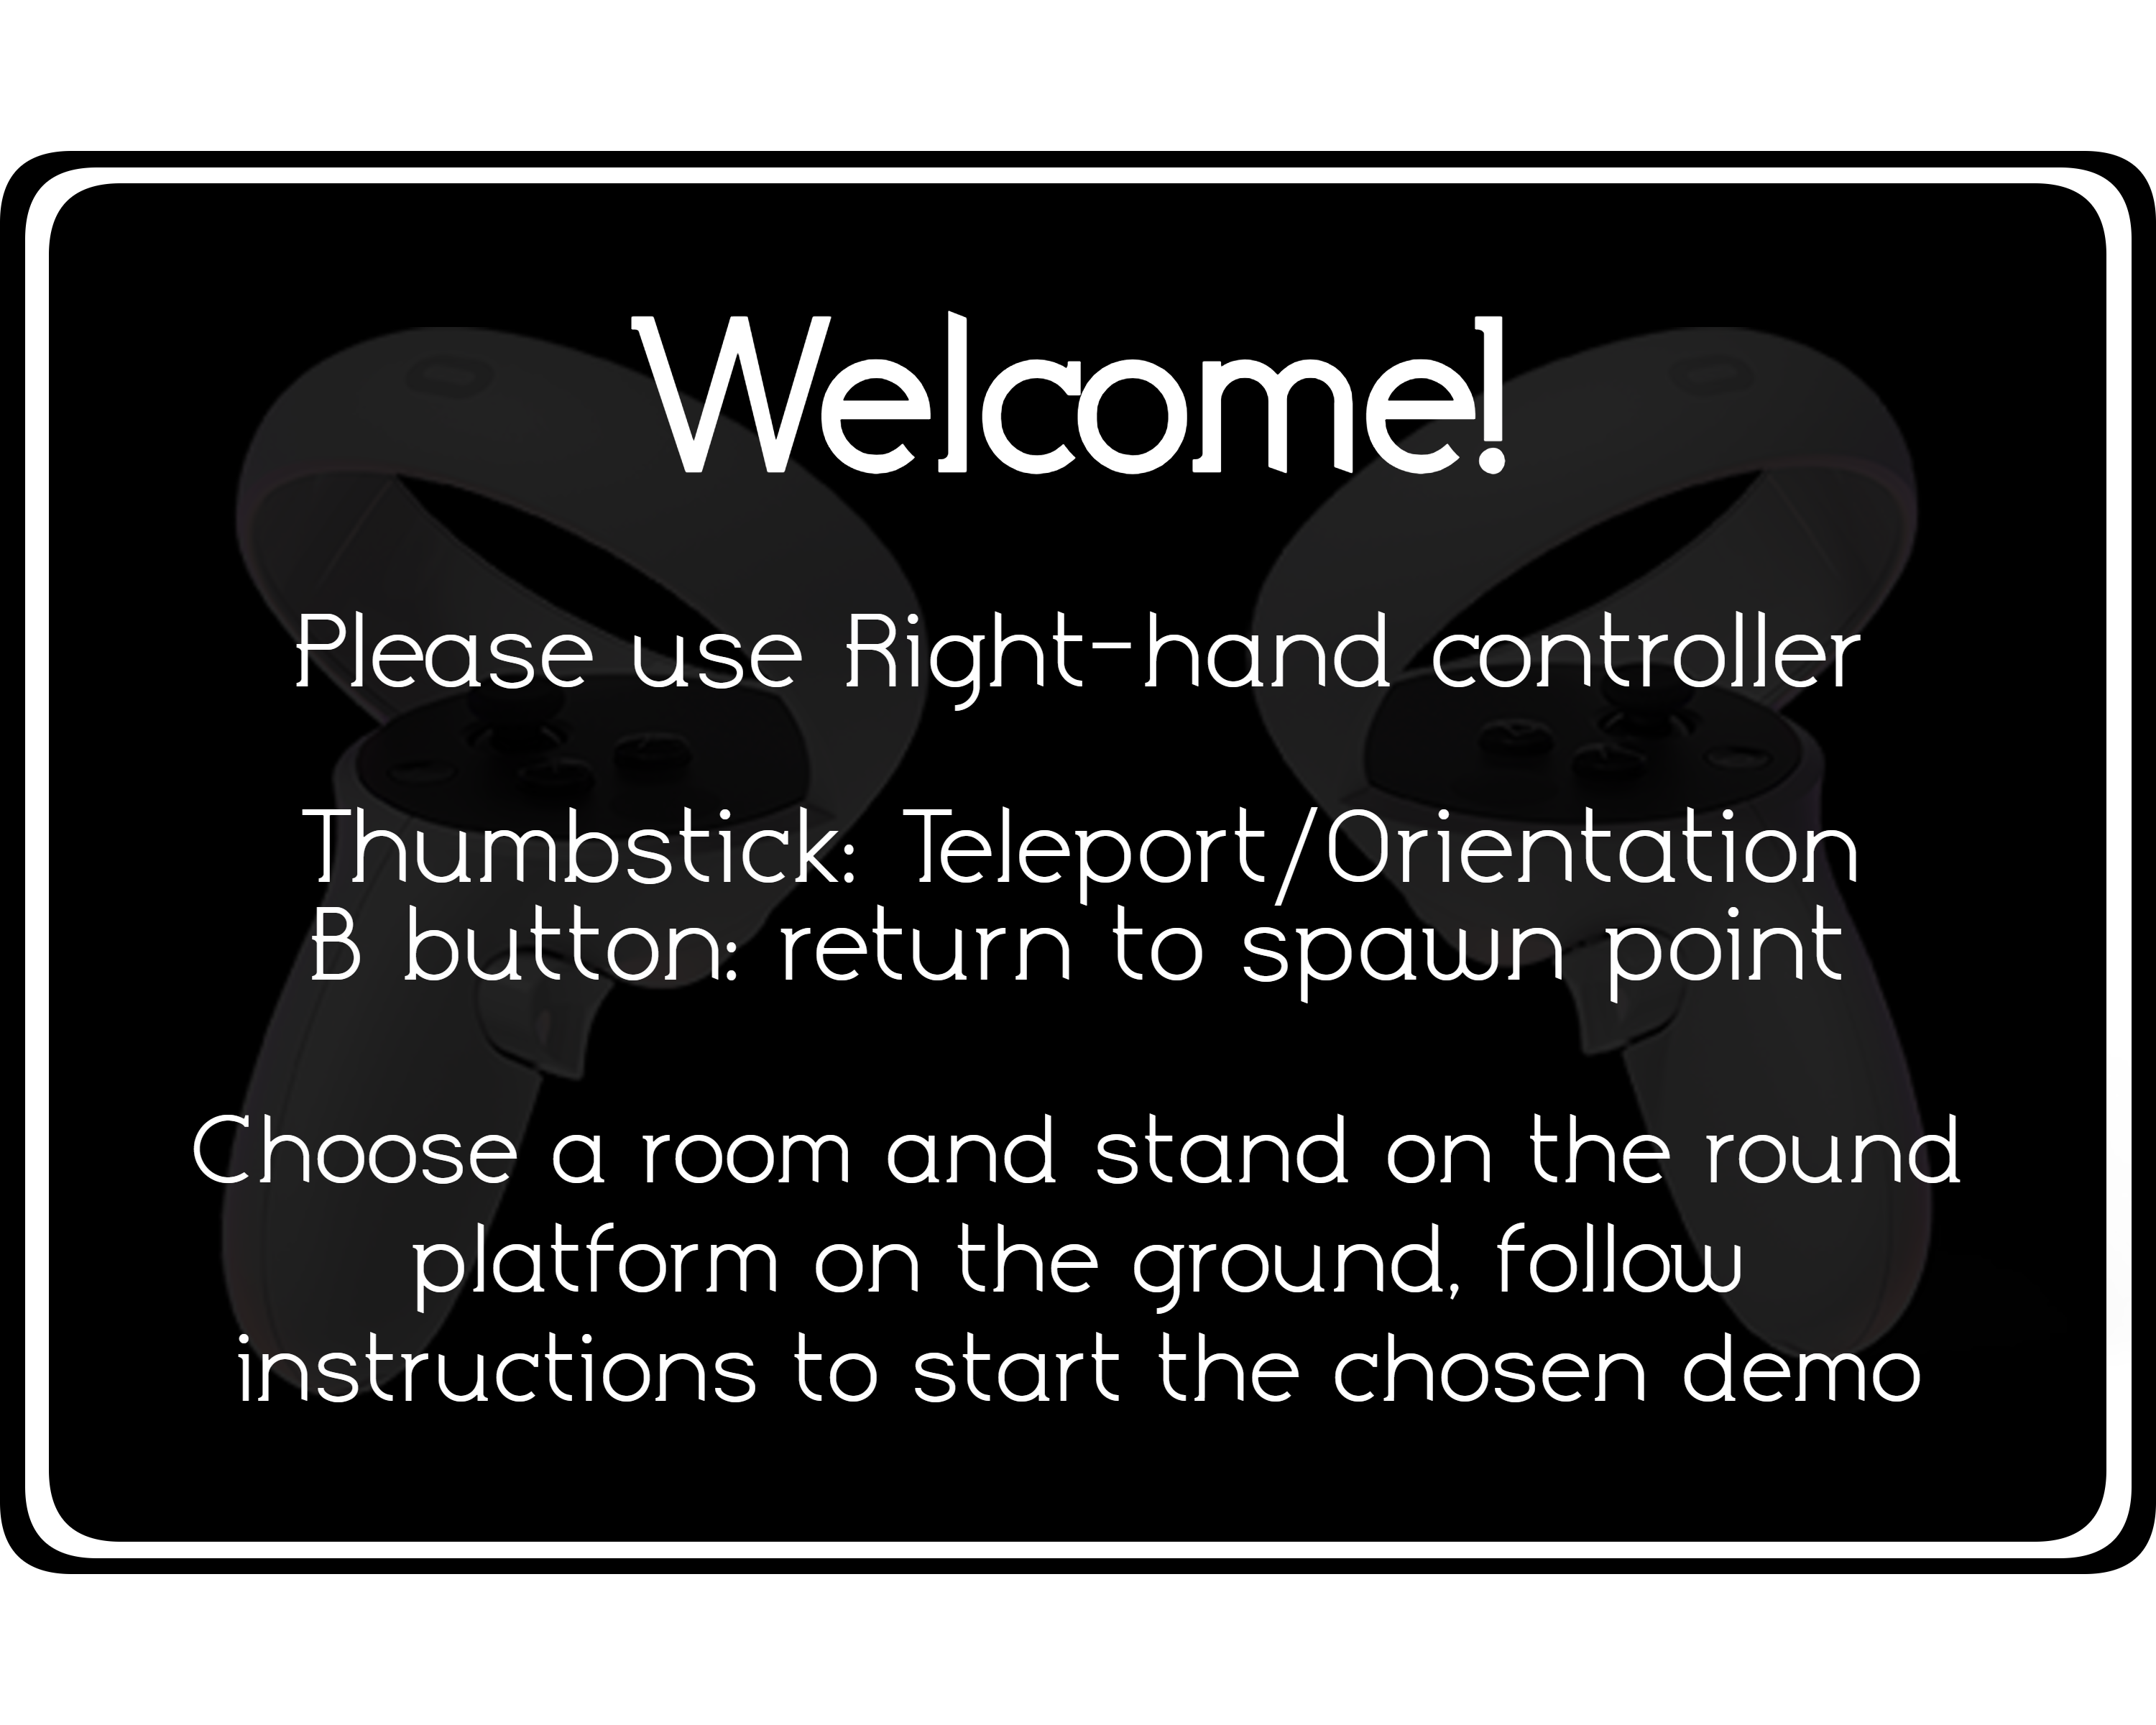 Welcome!
Please use Right-hand controller
Thumbstick: Teleport/Orientation
B button: return to spawn point
Choose a room and stand on the round
platform on the ground, follow
instructions to start the chosen demo